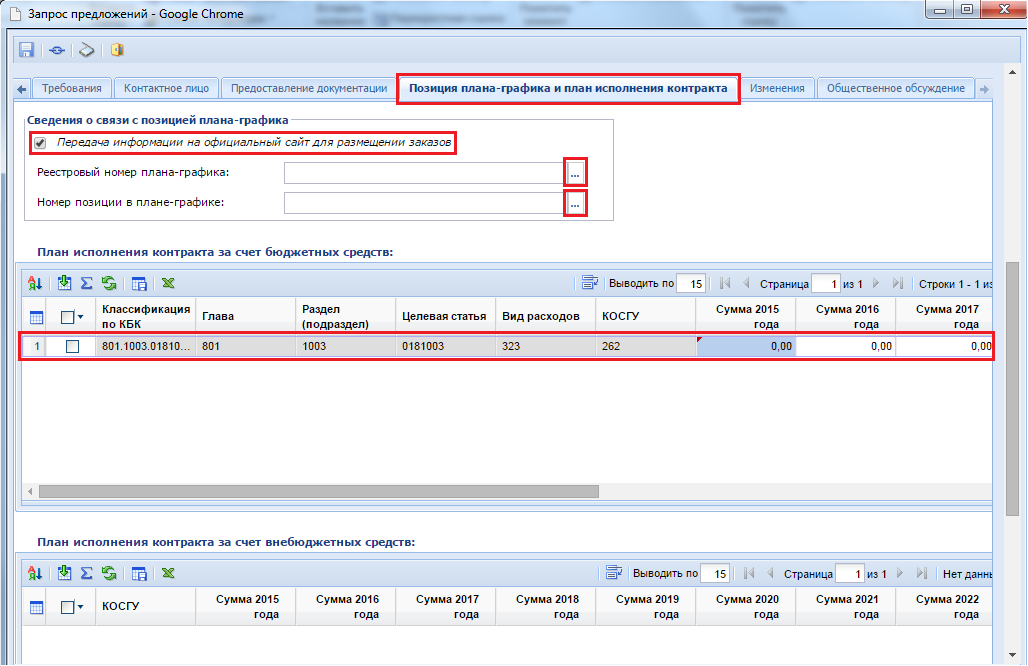 Запрос предложений - Google Chrome
Требования Контактное лицо Предоставление документации Позиция плана-графика и план исполнения контракта Изменения Общественное обсуждение
Сведения о связи с позицией плана-графика
Передача информации на официальный сайт для размещении заказов
Реестровый номер плана-графика: ...
Номер позиции в плане-графике: ...
План исполнения контракта за счет бюджетных средств:
Выводить по 15 Страница 1 из 1 Строки 1 - 1 из
Классификация по КБК Глава Раздел (подраздел) Целевая статья Вид расходов КОСГУ Сумма 2015 года Сумма 2016 года Сумма 2017 года
1 801.1003.01810... 801 1003 0181003 323 262 0,00 0,00 0,00
План исполнения контракта за счет внебюджетных средств:
Выводить по 15 Страница 1 из 1 Нет данн
КОСГУ Сумма 2015 года Сумма 2016 года Сумма 2017 года Сумма 2018 года Сумма 2019 года Сумма 2020 года Сумма 2021 года Сумма 2022 года